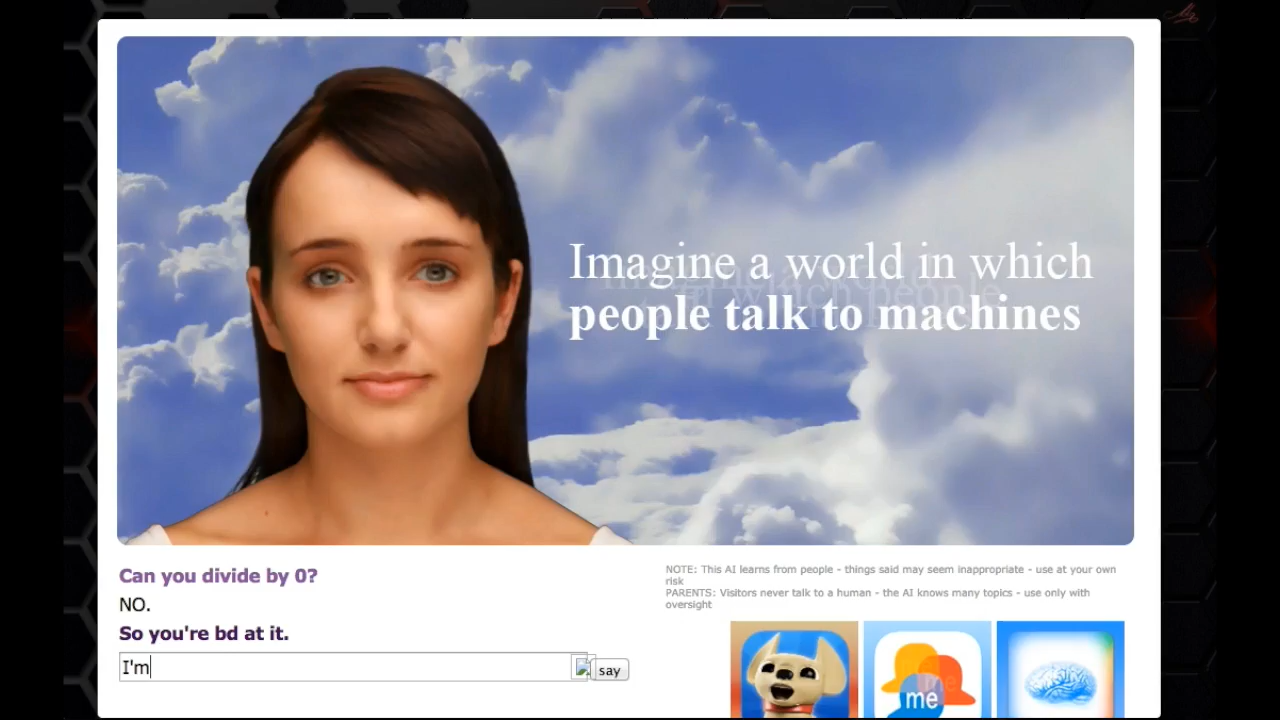 Imagine a world in which
people talk to machines
Can you divide by 0?
NO.
So you're bd at it.
I'm
say
NOTE: This AI learns from people - things said may seem inappropriate - use at your own
risk
PARENTS: Visitors never talk to a human - the AI knows many topics - use only with
oversight
me